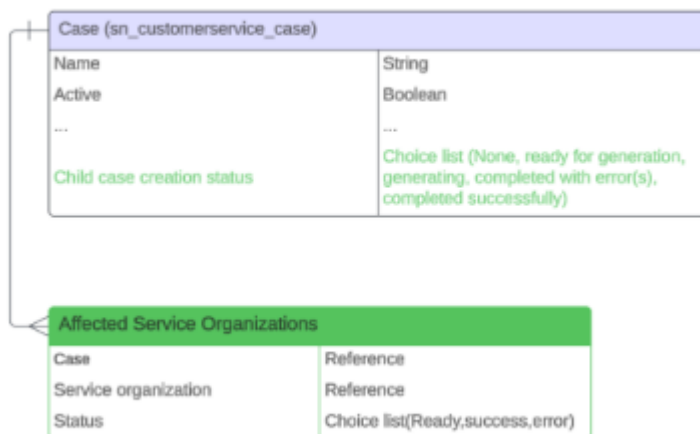 Case (sn_customerservice_case)
Name String
Active Boolean
... ...
Child case creation status Choice list (None, ready for generation,
generating, completed with error(s),
completed successfully)
Affected Service Organizations
Case Reference
Service organization Reference
Status Choice list(Ready,success,error)